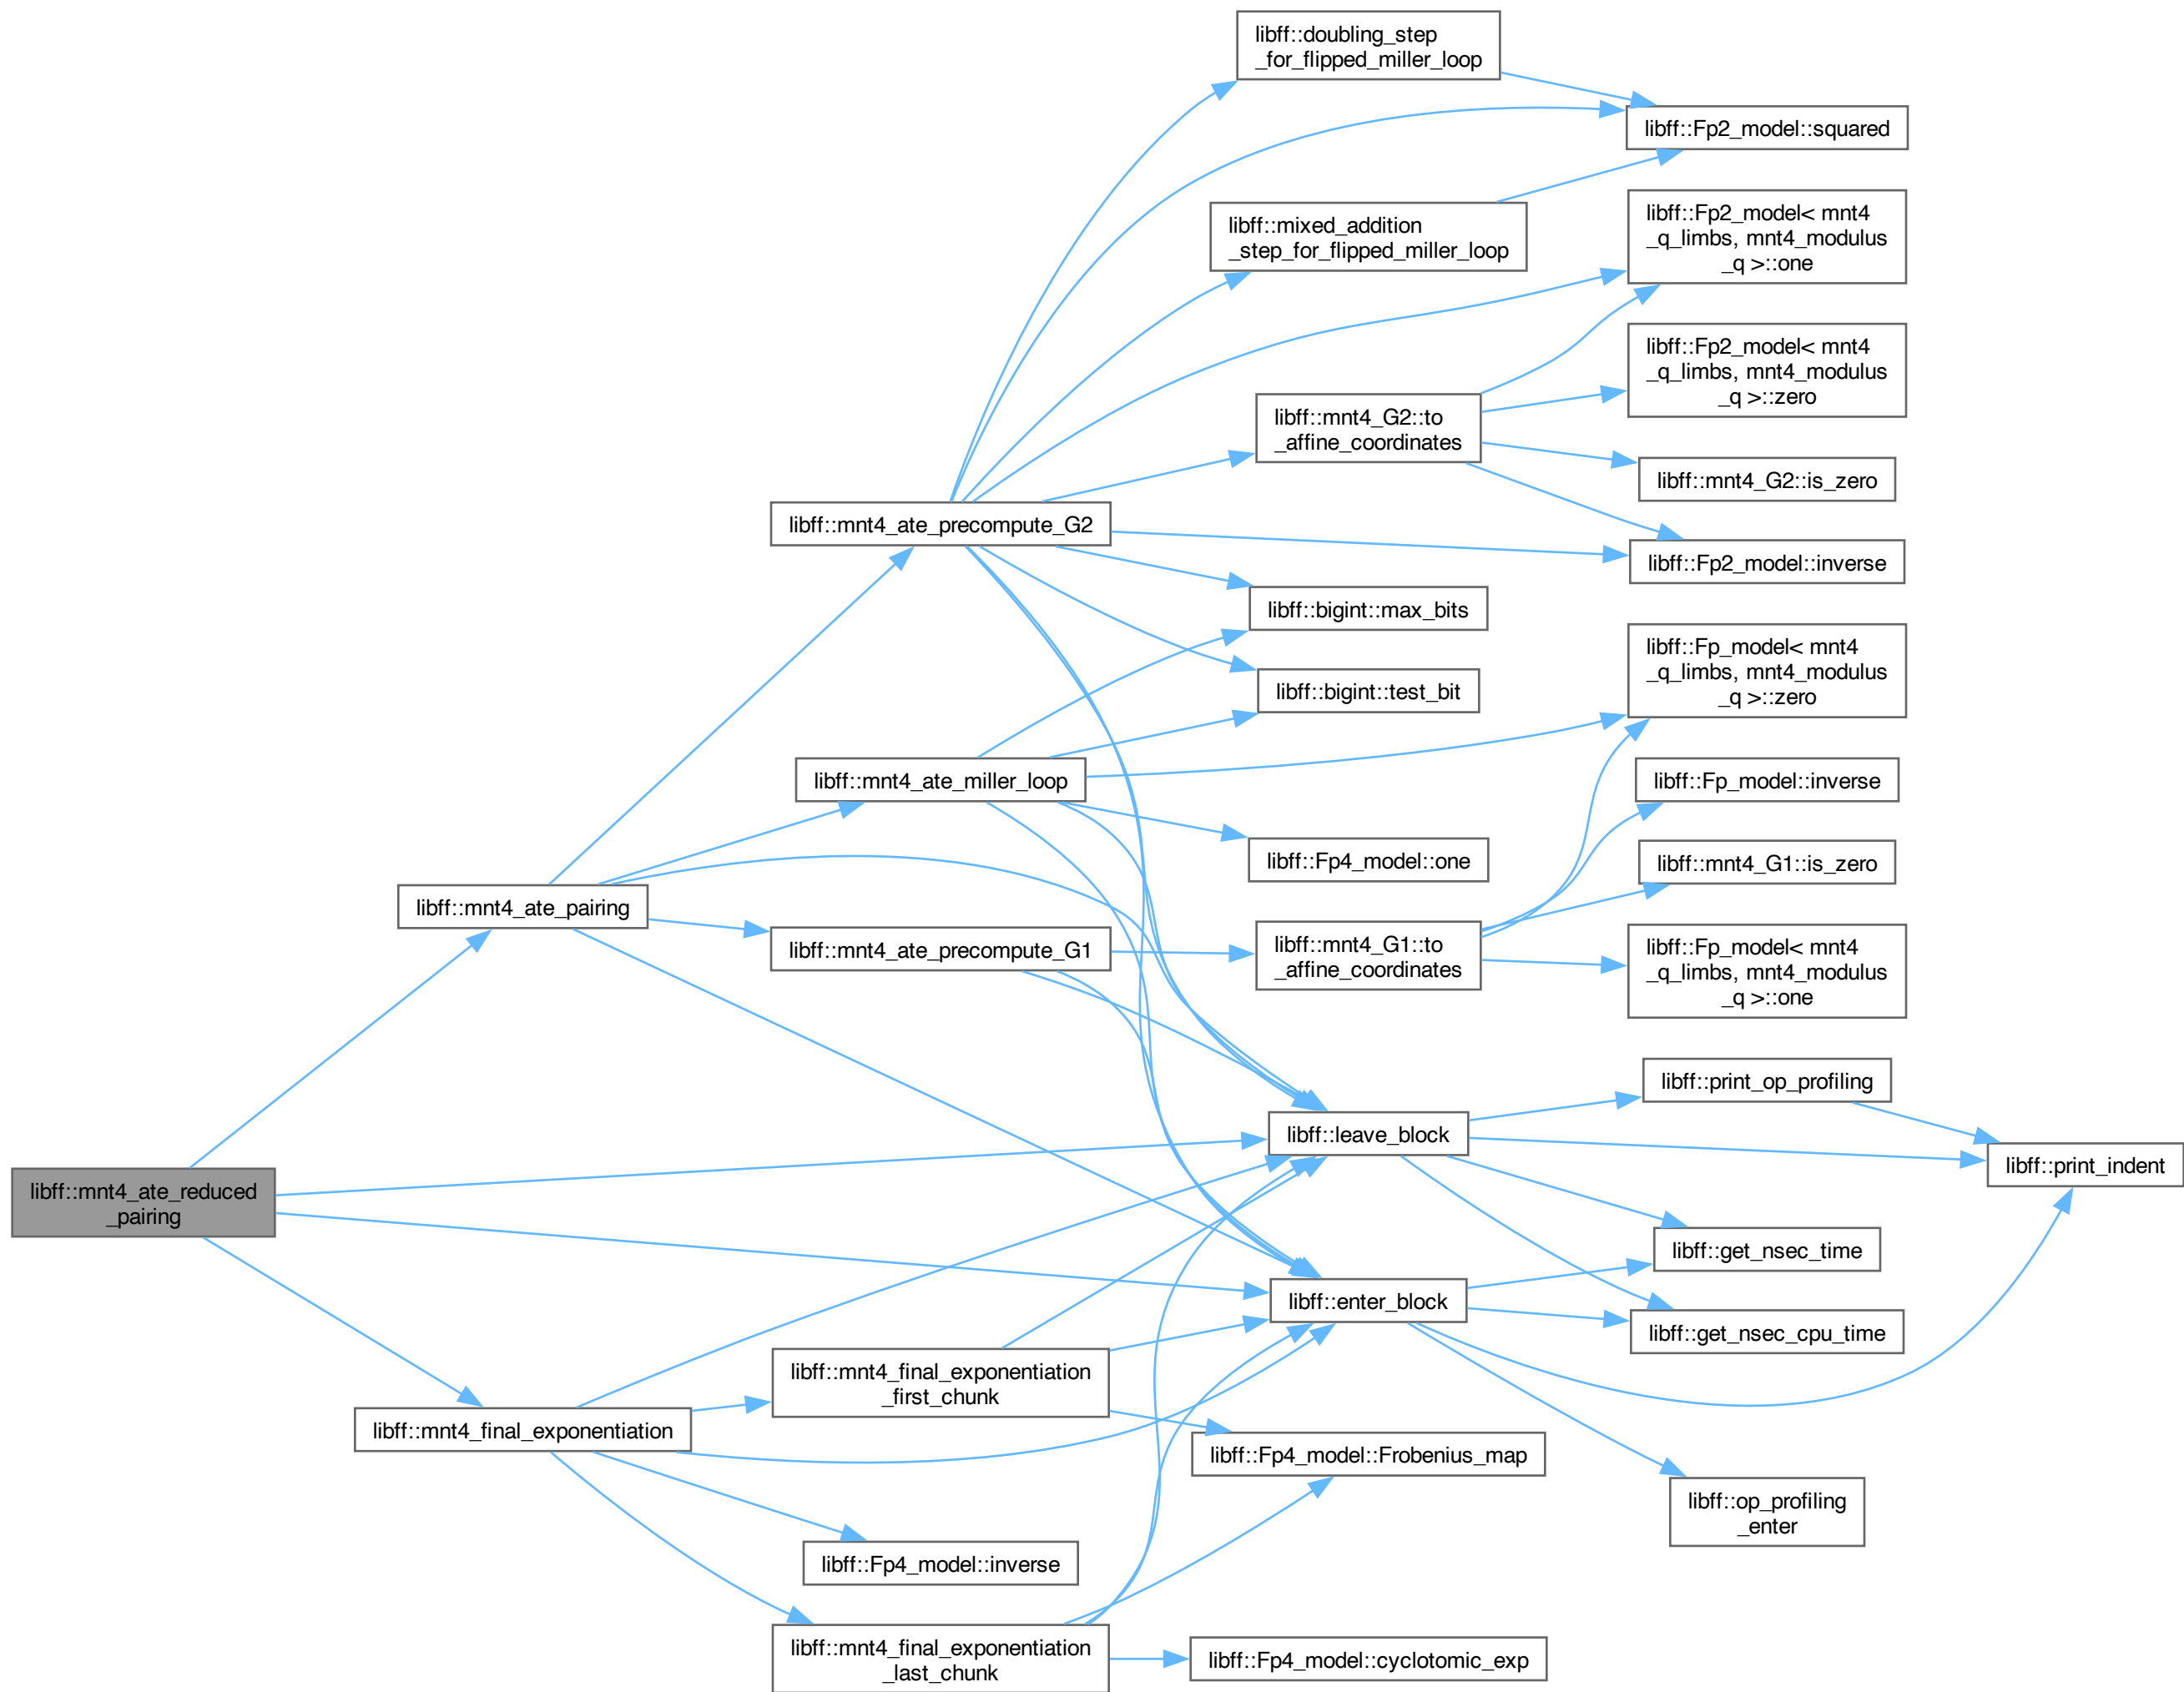 libff::doubling_step
_for_flipped_miller_loop
libff::Fp2_model::squared
libff::mixed_addition
_step_for_flipped_miller_loop
libff::Fp2_model< mnt4
_q_limbs, mnt4_modulus
_q >::one
libff::Fp2_model< mnt4
_q_limbs, mnt4_modulus
_q >::zero
libff::mnt4_G2::to
_affine_coordinates
libff::mnt4_G2::is_zero
libff::mnt4_ate_precompute_G2
libff::Fp2_model::inverse
libff::bigint::max_bits
libff::bigint::test_bit
libff::Fp_model< mnt4
_q_limbs, mnt4_modulus
_q >::zero
libff::mnt4_ate_miller_loop
libff::Fp_model::inverse
libff::Fp4_model::one
libff::mnt4_G1::is_zero
libff::mnt4_ate_pairing
libff::mnt4_ate_precompute_G1
libff::mnt4_G1::to
_affine_coordinates
libff::Fp_model< mnt4
_q_limbs, mnt4_modulus
_q >::one
libff::print_op_profiling
libff::leave_block
libff::print_indent
libff::mnt4_ate_reduced
_pairing
libff::get_nsec_time
libff::enter_block
libff::get_nsec_cpu_time
libff::mnt4_final_exponentiation
_first_chunk
libff::mnt4_final_exponentiation
libff::Fp4_model::Frobenius_map
libff::op_profiling
_enter
libff::Fp4_model::inverse
libff::mnt4_final_exponentiation
_last_chunk
libff::Fp4_model::cyclotomic_exp